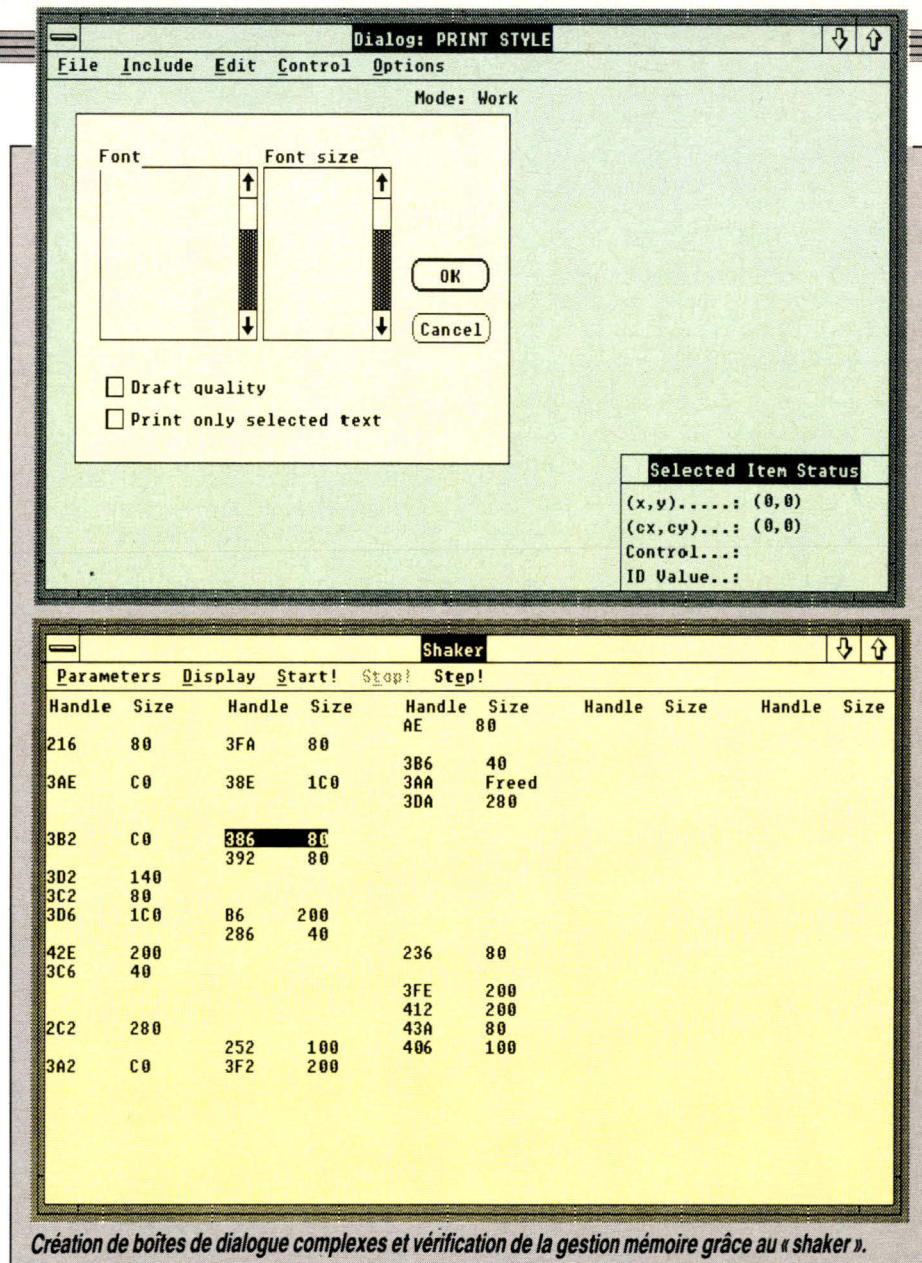 Dialog: PRINT STYLE
File Include Edit Control Options
Mode: Work
Font Font size
OK
Cancel
Draft quality
Print only selected text
Selected Item Status
(x,y).....: (0,0)
(cx,cy)...: (0,0)
Control...:
ID Value..:
Shaker
Parameters Display Start! Stop! Step!
Handle Size Handle Size Handle Size Handle Size Handle Size
AE 80
216 80 3FA 80
3B6 40
3AE C0 38E 1C0 3AA Freed
3DA 280
3B2 C0 386 80
392 80
3D2 140
3C2 80
3D6 1C0 B6 200
286 40
42E 200 236 80
3C6 40
3FE 200
412 200
2C2 280 43A 80
252 100 406 100
3A2 C0 3F2 200
Création de boîtes de dialogue complexes et vérification de la gestion mémoire grâce au « shaker ».